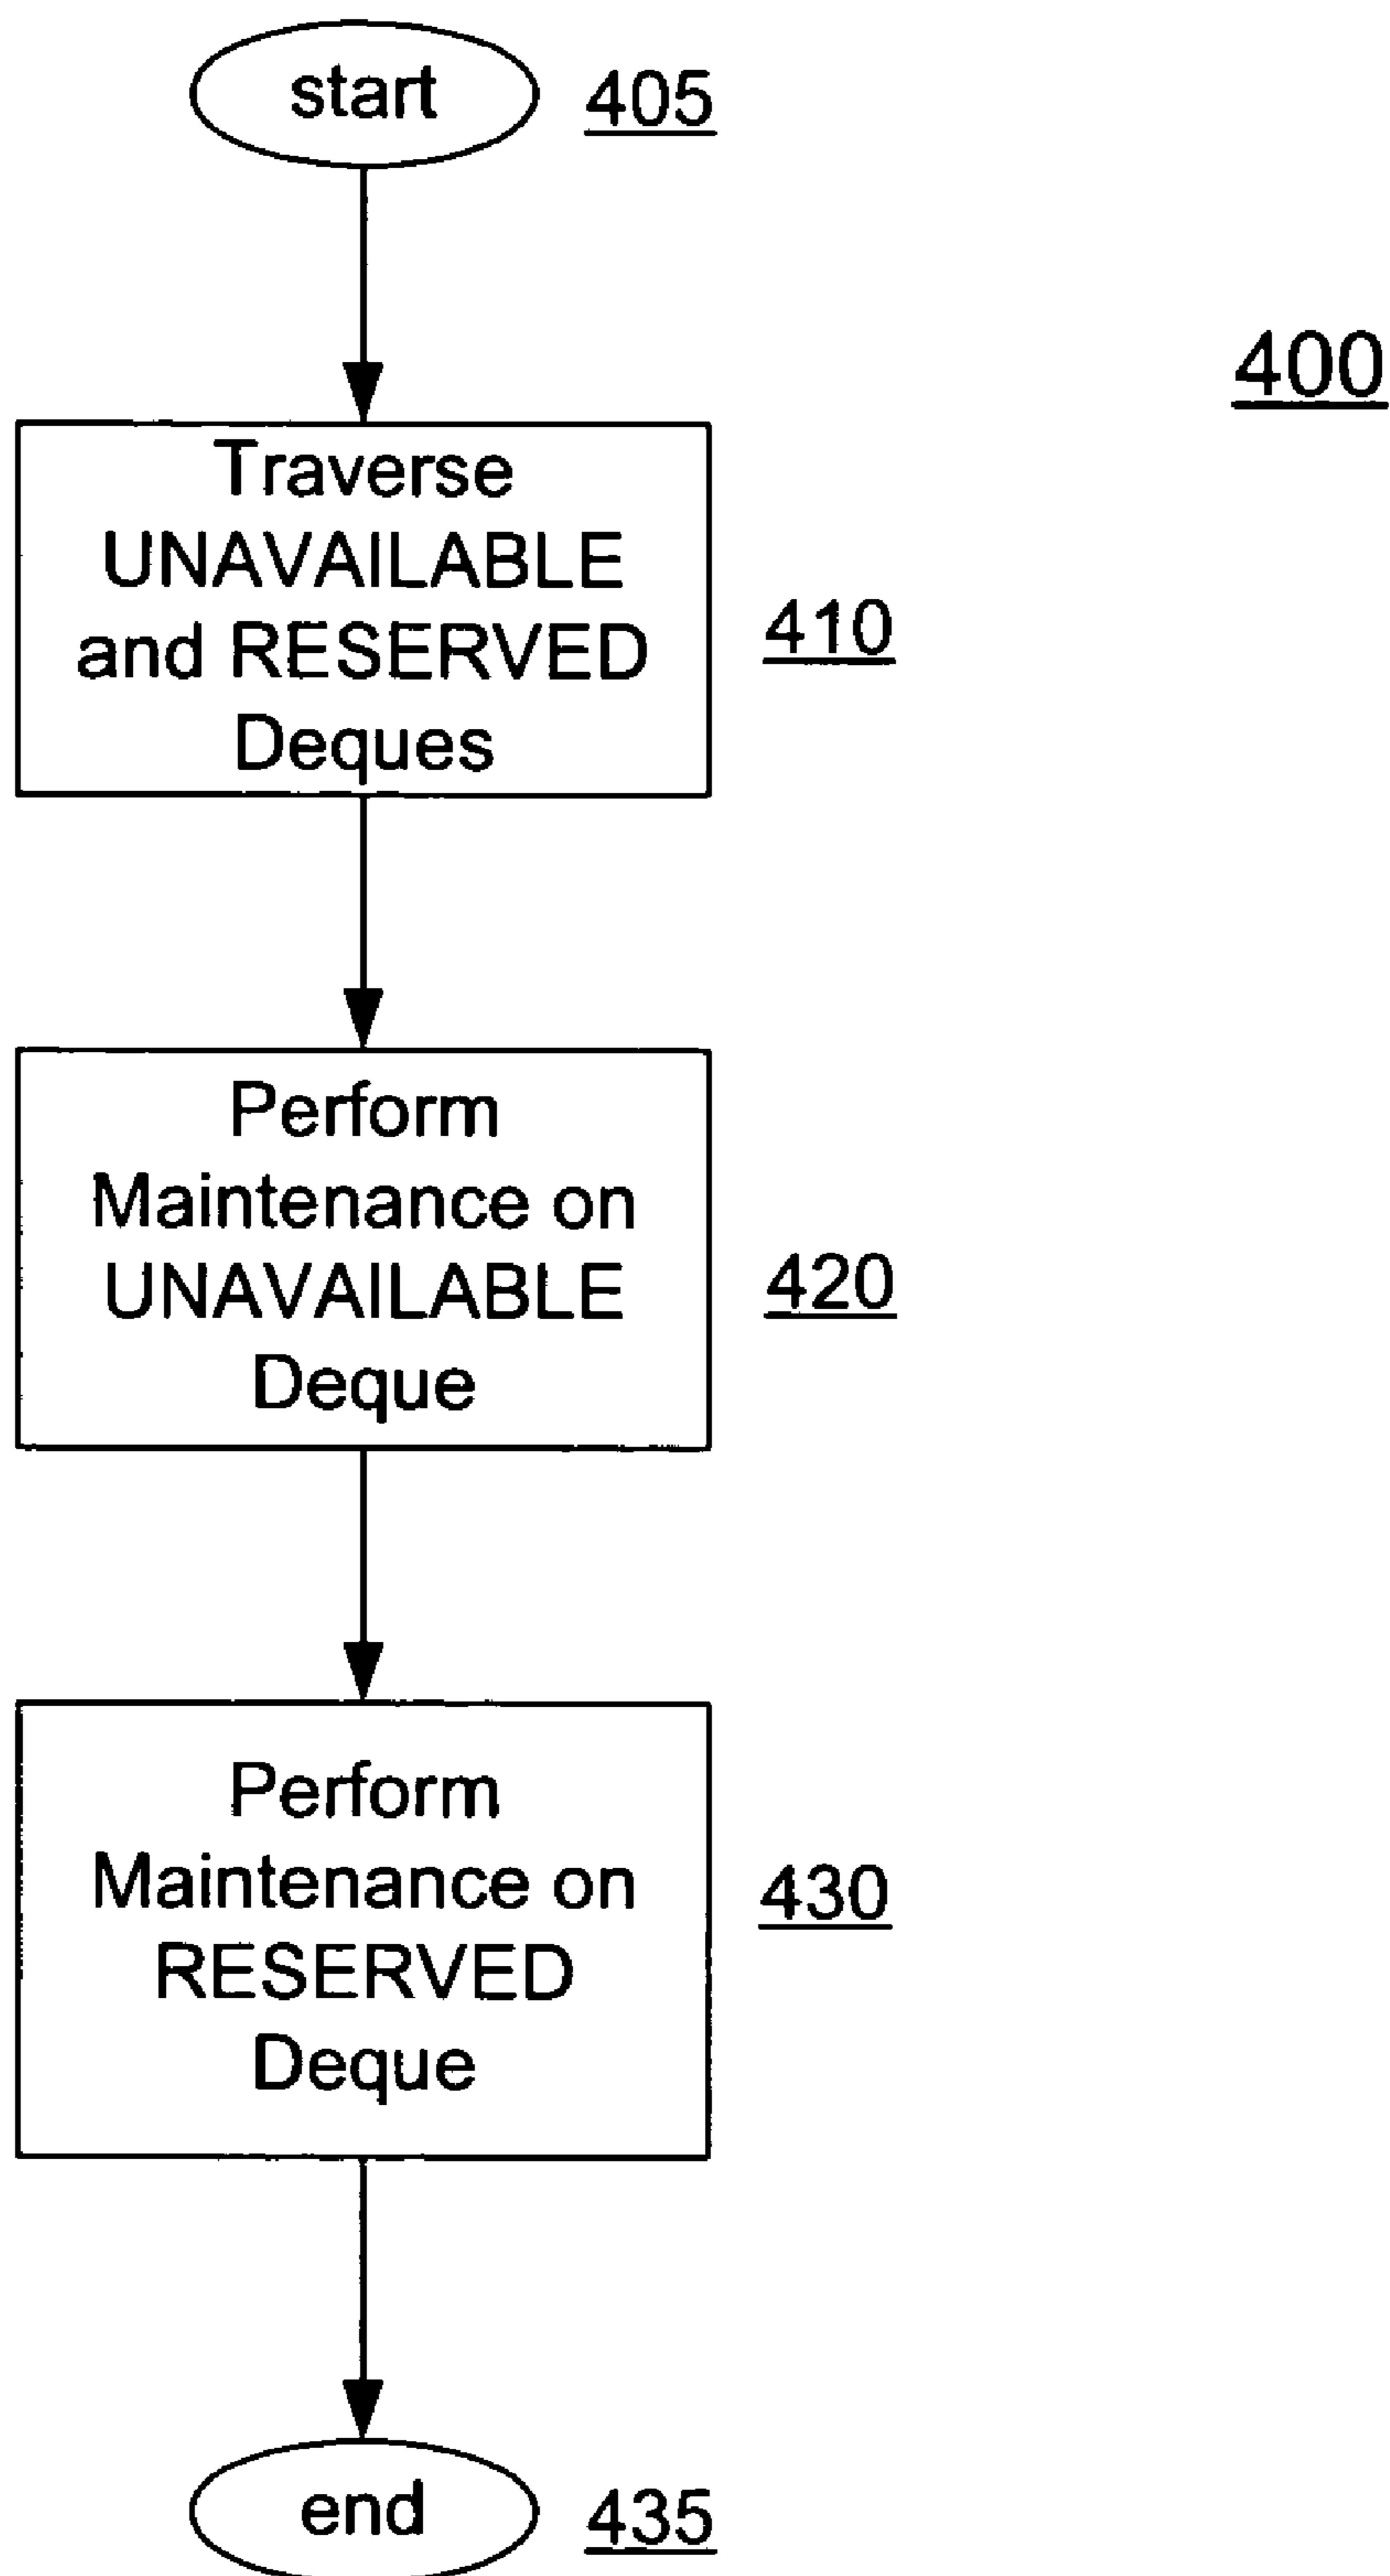 start
405
400
Traverse
UNAVAILABLE
and RESERVED
Deques
410
Perform
Maintenance on
UNAVAILABLE
Deque
420
Perform
Maintenance on
RESERVED
Deque
430
end
435